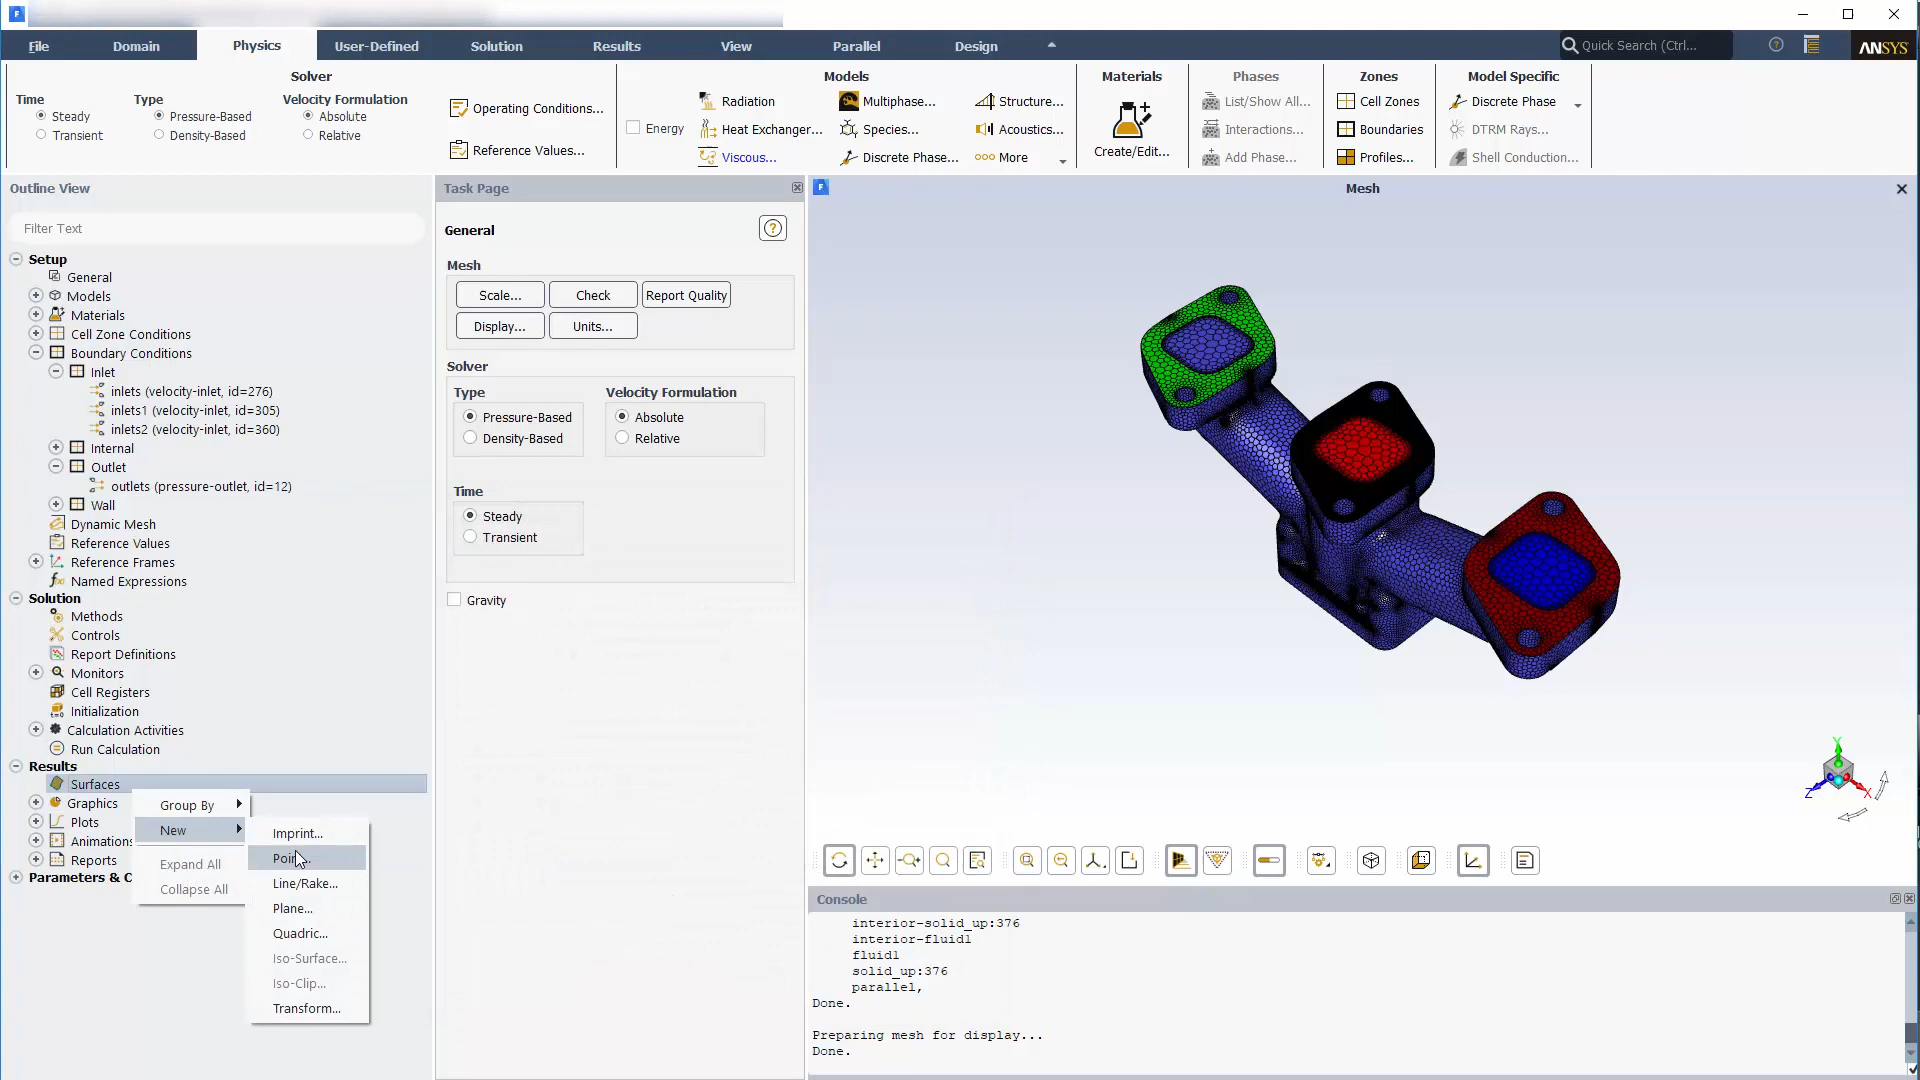 File
Domain
Physics
User-Defined
Solution
Results
View
Parallel
Design
Quick Search (Ctrl...
ANSYS
Solver
Time
Steady
Transient
Type
Pressure-Based
Density-Based
Velocity Formulation
Absolute
Relative
Operating Conditions...
Reference Values...
Models
Energy
Radiation
Heat Exchanger...
Viscous...
Multiphase...
Species...
Discrete Phase...
Structure...
Acoustics...
More
Materials
Create/Edit...
Phases
List/Show All...
Interactions...
Add Phase...
Zones
Cell Zones
Boundaries
Profiles...
Model Specific
Discrete Phase
DTRM Rays...
Shell Conduction...
Outline View
Filter Text
Setup
General
Models
Materials
Cell Zone Conditions
Boundary Conditions
Inlet
inlets (velocity-inlet, id=276)
inlets1 (velocity-inlet, id=305)
inlets2 (velocity-inlet, id=360)
Internal
Outlet
outlets (pressure-outlet, id=12)
Wall
Dynamic Mesh
Reference Values
Reference Frames
Named Expressions
Solution
Methods
Controls
Report Definitions
Monitors
Cell Registers
Initialization
Calculation Activities
Run Calculation
Results
Surfaces
Graphics
Plots
Animations
Reports
Parameters & C
Group By
New
Expand All
Collapse All
Imprint...
Line/Rake...
Plane...
Quadric...
Iso-Surface...
Iso-Clip...
Transform...
Task Page
General
Mesh
Scale...
Check
Report Quality
Display...
Units...
Solver
Type
Pressure-Based
Density-Based
Velocity Formulation
Absolute
Relative
Time
Steady
Transient
Gravity
Mesh
Y
Z
X
Console
interior-solid_up:376
interior-fluid1
fluid1
solid_up:376
parallel,
Done.
Preparing mesh for display...
Done.